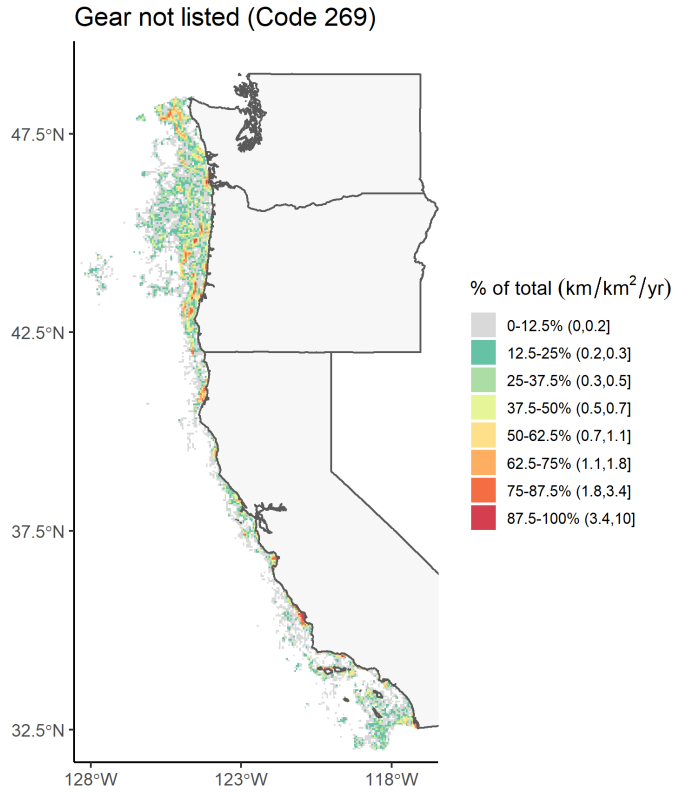 Gear not listed (Code 269)
47.5°N
42.5°N
37.5°N
32.5°N
128°W
123°W
118°W
% of total (km/km²/yr)
0-12.5% (0,0.2]
12.5-25% (0.2,0.3]
25-37.5% (0.3,0.5]
37.5-50% (0.5,0.7]
50-62.5% (0.7,1.1]
62.5-75% (1.1,1.8]
75-87.5% (1.8,3.4]
87.5-100% (3.4,10]